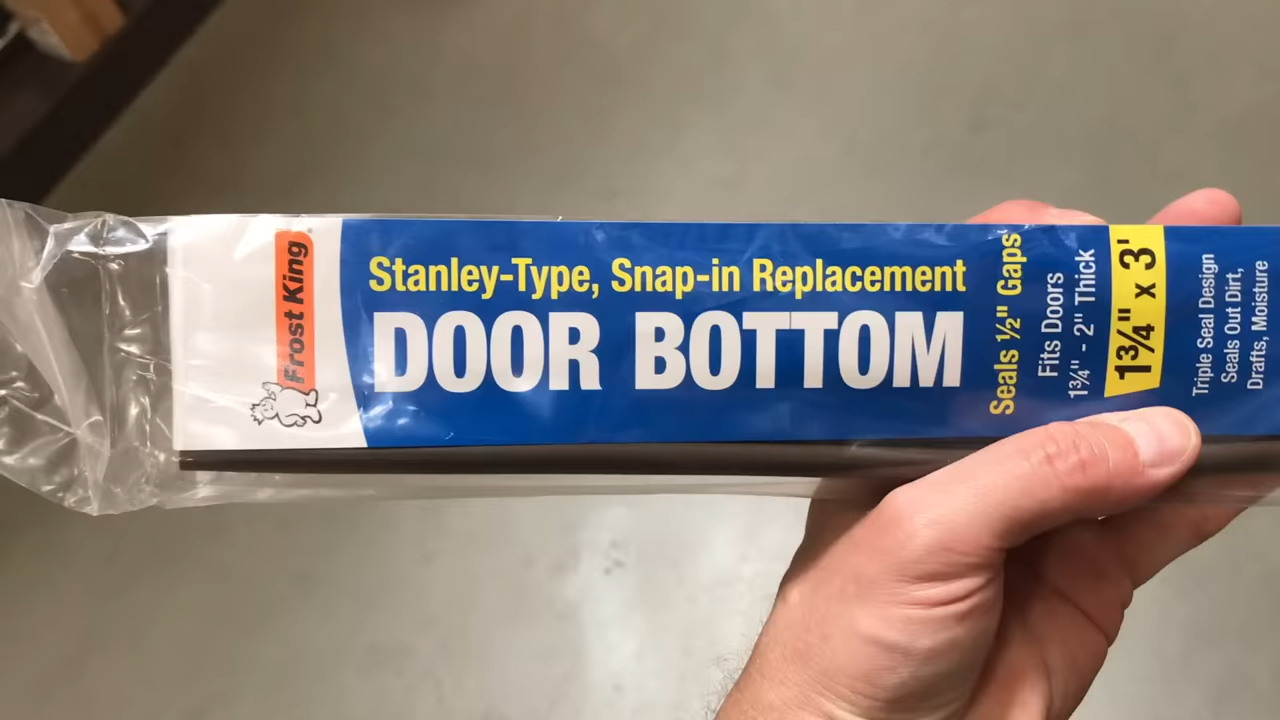 Frost King
Stanley-Type, Snap-in Replacement
DOOR BOTTOM
Seals ½" Gaps
Fits Doors
1¾" - 2" Thick
1¾" x 3'
Triple Seal Design
Seals Out Dirt,
Drafts, Moisture